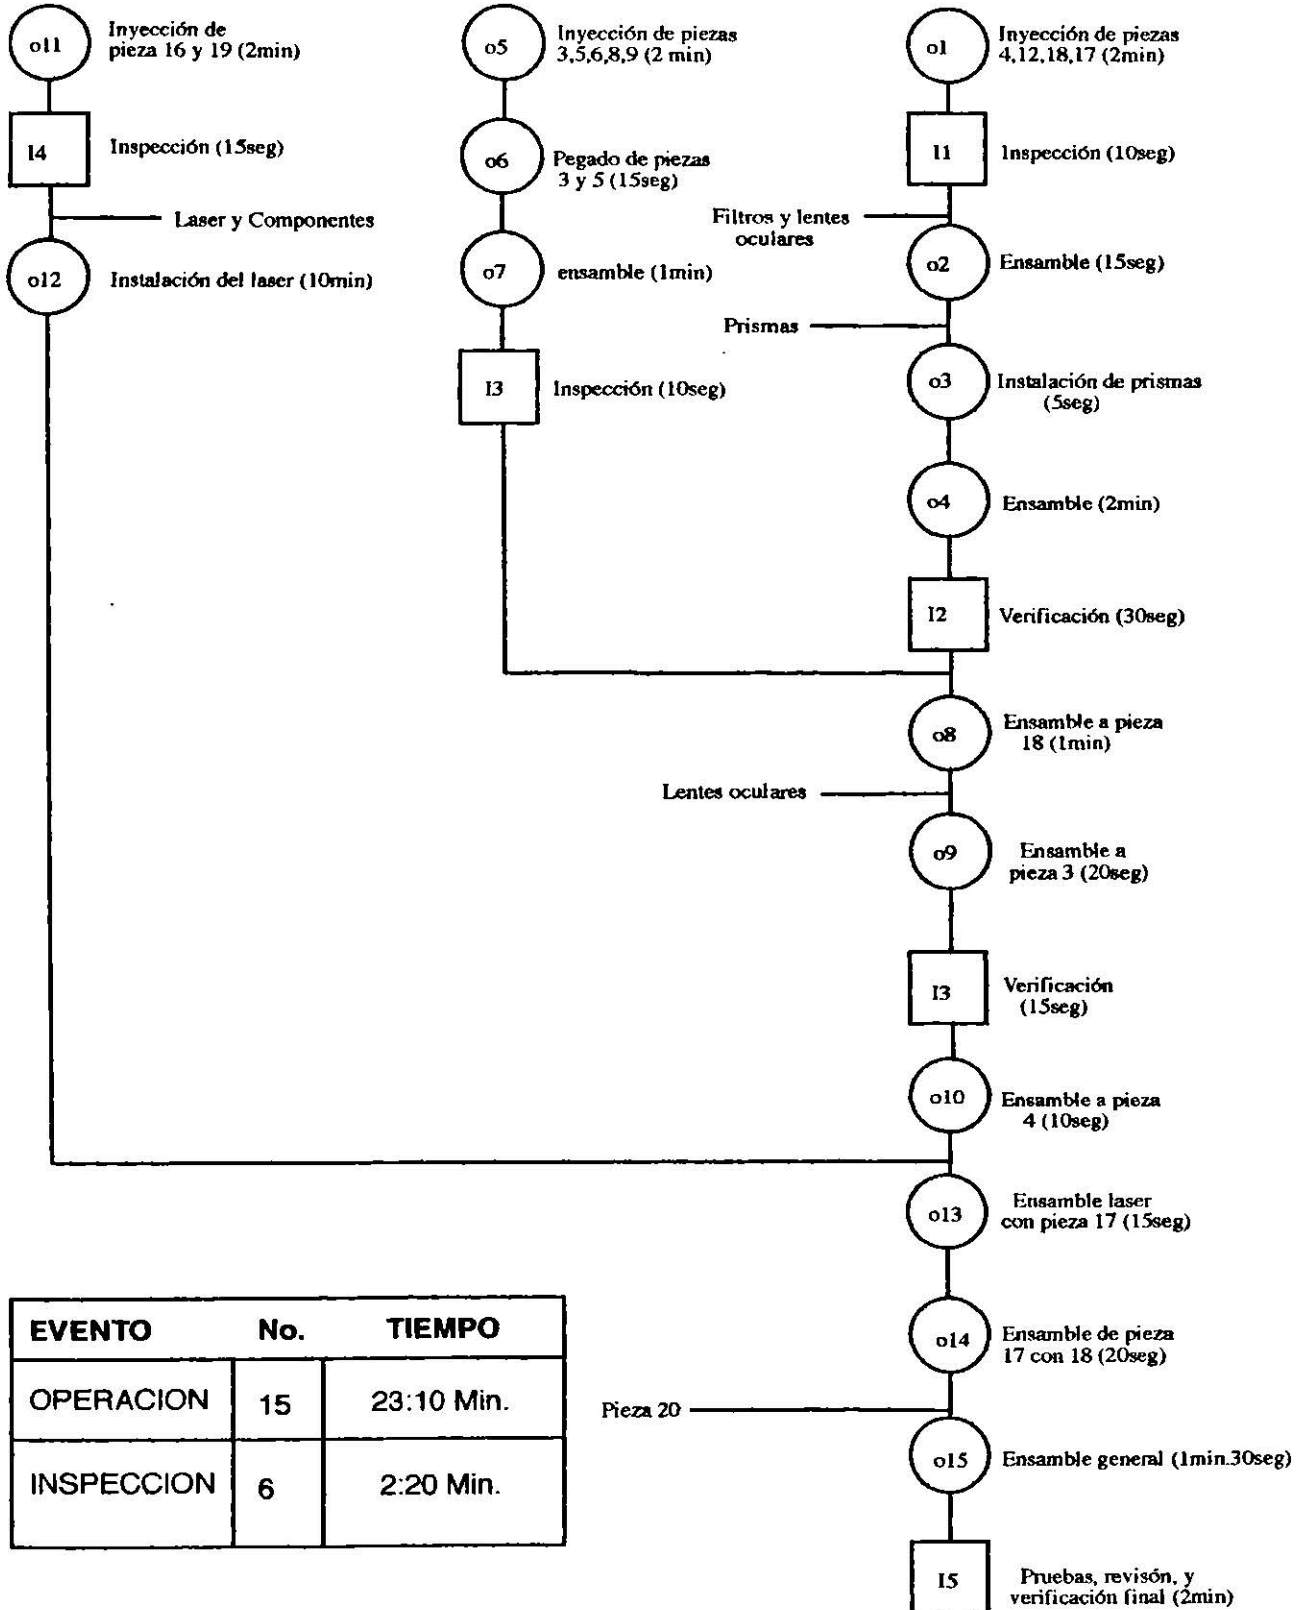 o11
Inyección de
pieza 16 y 19 (2min)
I4
Inspección (15seg)
Laser y Componentes
o12
Instalación del laser (10min)
o5
Inyección de piezas
3,5,6,8,9 (2 min)
o6
Pegado de piezas
3 y 5 (15seg)
o7
ensamble (1min)
I3
Inspección (10seg)
o1
Inyección de piezas
4,12,18,17 (2min)
I1
Inspección (10seg)
Filtros y lentes
oculares
o2
Ensamble (15seg)
Prismas
o3
Instalación de prismas
(5seg)
o4
Ensamble (2min)
I2
Verificación (30seg)
o8
Ensamble a pieza
18 (1min)
Lentes oculares
o9
Ensamble a
pieza 3 (20seg)
I3
Verificación
(15seg)
o10
Ensamble a pieza
4 (10seg)
o13
Ensamble laser
con pieza 17 (15seg)
o14
Ensamble de pieza
17 con 18 (20seg)
Pieza 20
o15
Ensamble general (1min.30seg)
I5
Pruebas, revisón, y
verificación final (2min)
EVENTO No. TIEMPO
OPERACION 15 23:10 Min.
INSPECCION 6 2:20 Min.